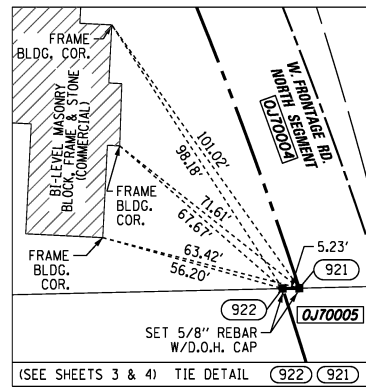 FRAME
BLDG. COR.
BI-LEVEL MASONRY
BLOCK, FRAME & STONE
(COMMERCIAL)
W. FRONTAGE RD.
NORTH SEGMENT
OJ70004
101.02'
98.18'
71.61'
67.67'
FRAME
BLDG.
COR.
63.42'
56.20'
FRAME
BLDG.
COR.
5.23'
922
921
OJ70005
SET 5/8" REBAR
W/D.O.H. CAP
(SEE SHEETS 3 & 4) TIE DETAIL 922 921